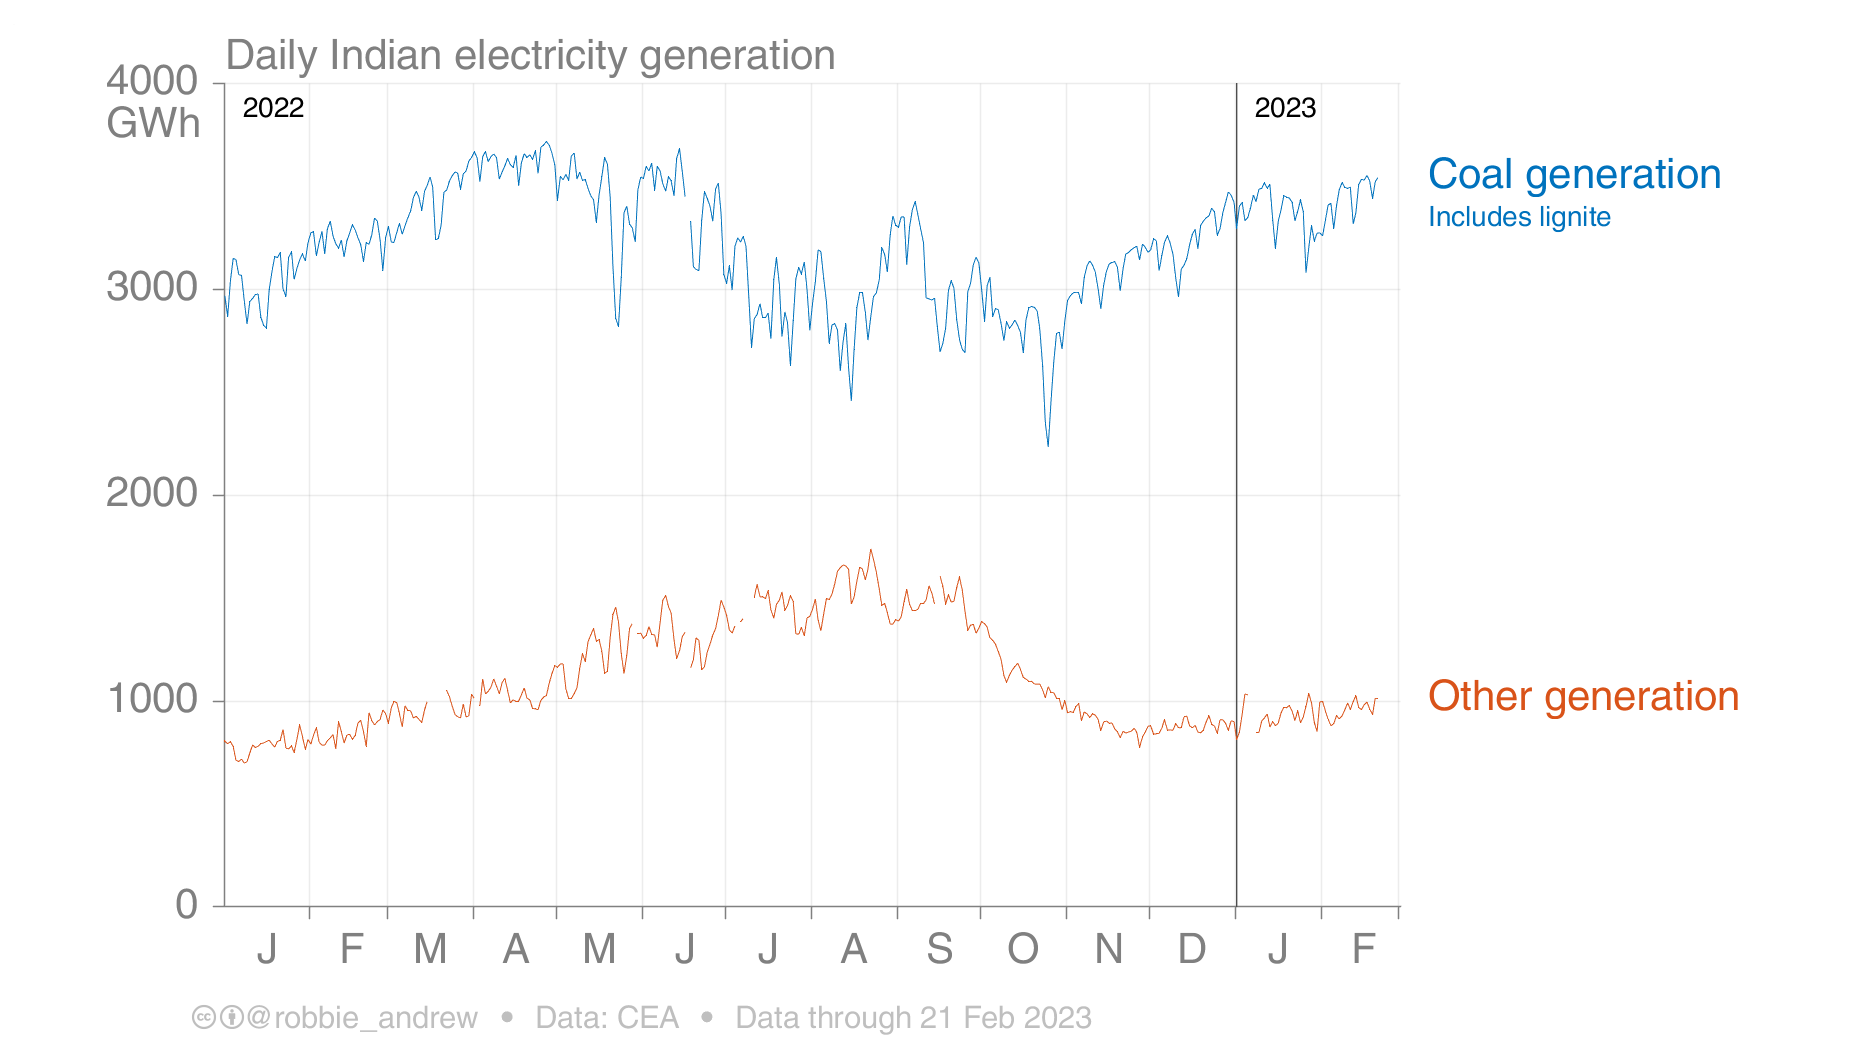 Daily Indian electricity generation
4000
GWh
2022
2023
Coal generation
Includes lignite
3000
2000
1000
Other generation
0
J F M A M J J A S O N D J F
@robbie_andrew • Data: CEA • Data through 21 Feb 2023